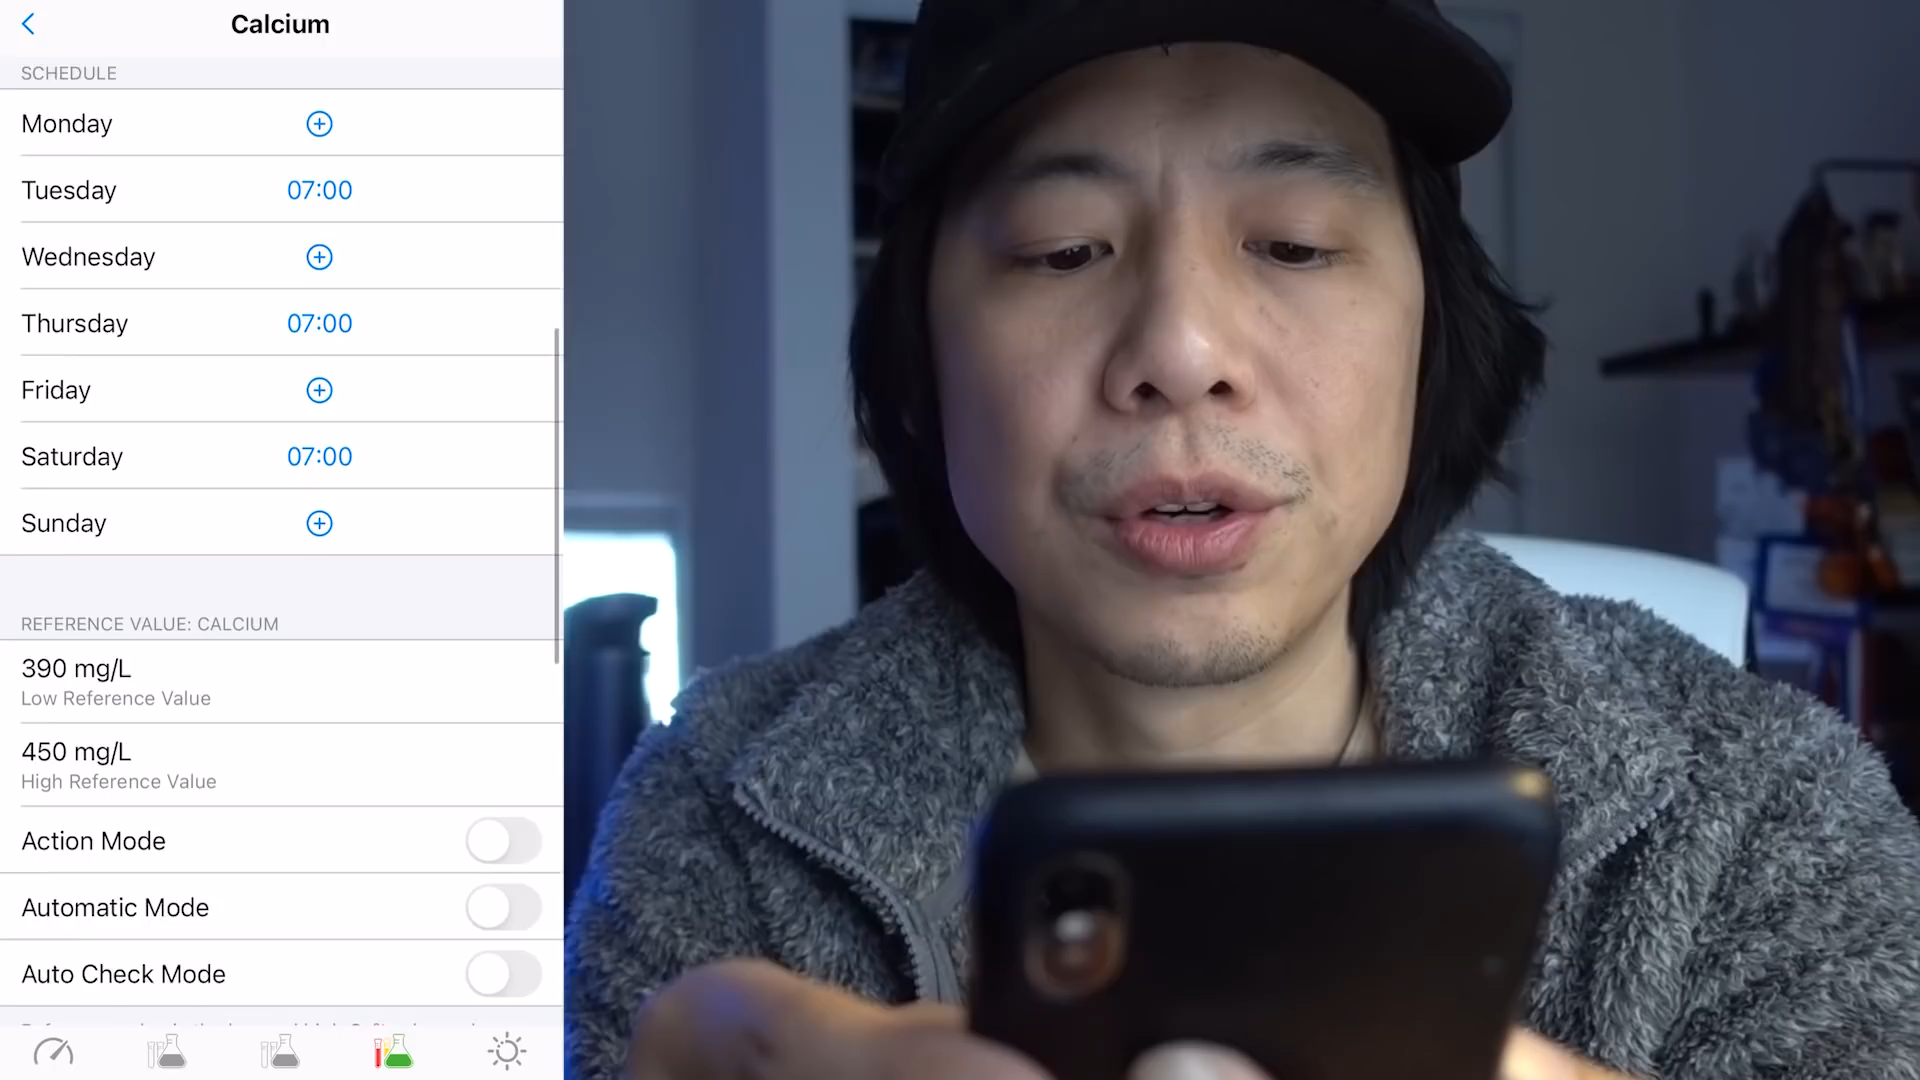 Calcium
SCHEDULE
Monday
Tuesday 07:00
Wednesday
Thursday 07:00
Friday
Saturday 07:00
Sunday
REFERENCE VALUE: CALCIUM
390 mg/L
Low Reference Value
450 mg/L
High Reference Value
Action Mode
Automatic Mode
Auto Check Mode